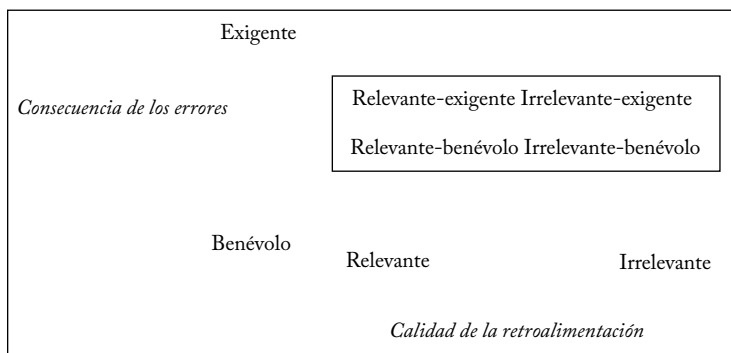 Exigente
Consecuencia de los errores
Relevante-exigente Irrelevante-exigente
Relevante-benévolo Irrelevante-benévolo
Benévolo
Relevante
Irrelevante
Calidad de la retroalimentación